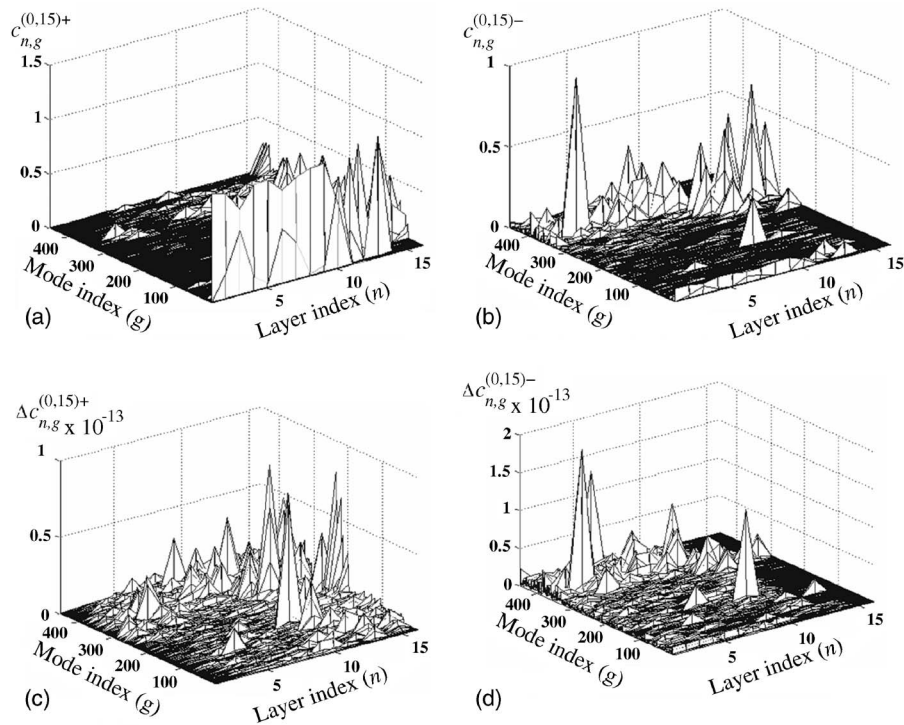 c_{n,g}^{(0,15)+}
1.5
1
0.5
0
400
300
200
100
Mode index (g)
5
10
15
Layer index (n)
(a)
c_{n,g}^{(0,15)−}
1
0.5
0
400
300
200
100
Mode index (g)
5
10
15
Layer index (n)
(b)
Δc_{n,g}^{(0,15)+} x 10^{-13}
1
0.5
0
400
300
200
100
Mode index (g)
5
10
15
Layer index (n)
(c)
Δc_{n,g}^{(0,15)−} x 10^{-13}
2
1.5
1
0.5
0
400
300
200
100
Mode index (g)
5
10
15
Layer index (n)
(d)